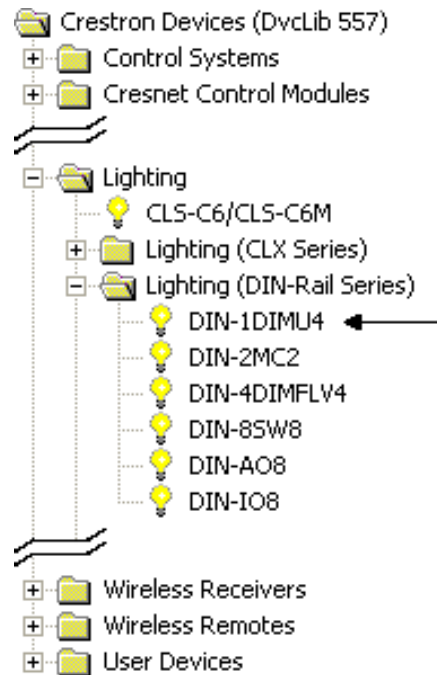 Crestron Devices (DvcLib 557)
Control Systems
Cresnet Control Modules
Lighting
CLS-C6/CLS-C6M
Lighting (CLX Series)
Lighting (DIN-Rail Series)
DIN-1DIMU4
DIN-2MC2
DIN-4DIMFLV4
DIN-8SW8
DIN-AO8
DIN-IO8
Wireless Receivers
Wireless Remotes
User Devices